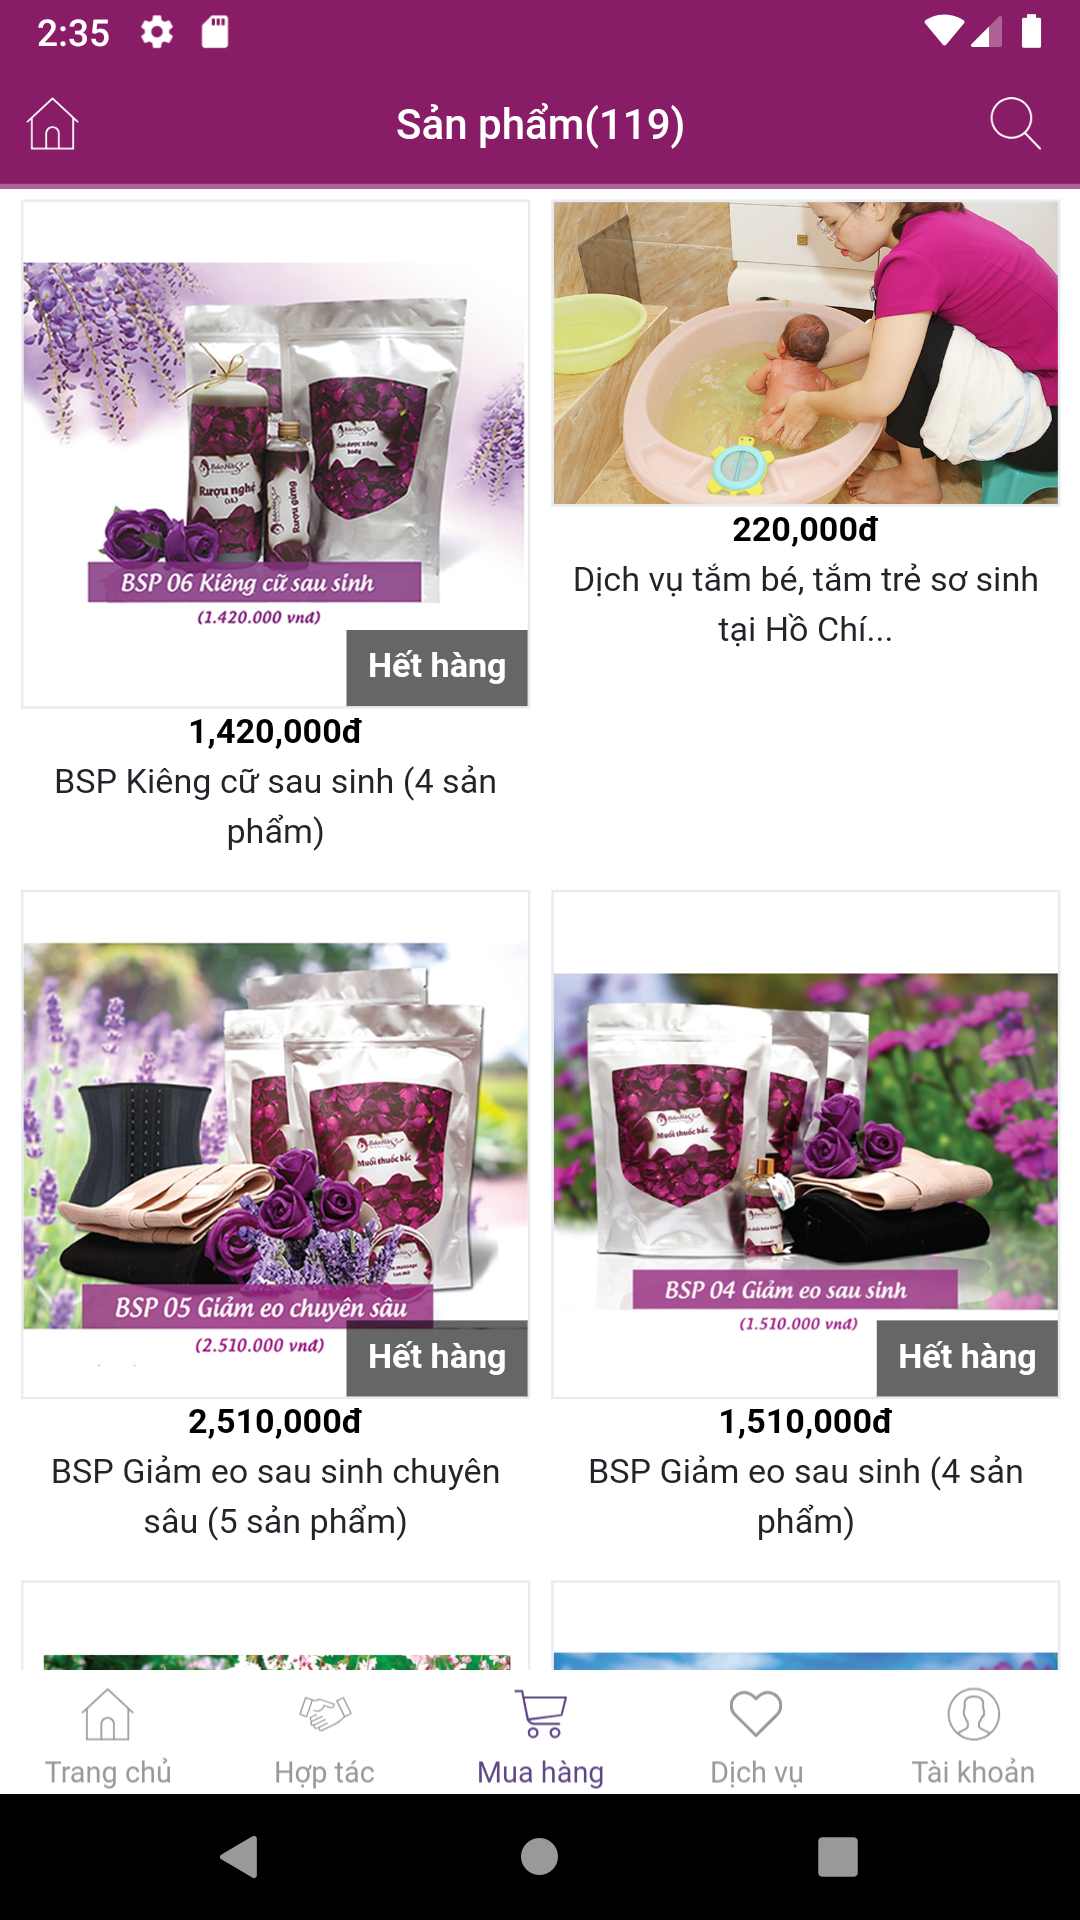 2:35
Sản phẩm(119)
Rượu nghệ
(1L)
Rượu gừng
Thảo dược xông
body
BSP 06 Kiêng cữ sau sinh
(1.420.000 vnđ)
Hết hàng
1,420,000đ
BSP Kiêng cữ sau sinh (4 sản
phẩm)
220,000đ
Dịch vụ tắm bé, tắm trẻ sơ sinh
tại Hồ Chí...
Muối thuốc bắc
BSP 05 Giảm eo chuyên sâu
(2.510.000 vnđ)
Hết hàng
2,510,000đ
BSP Giảm eo sau sinh chuyên
sâu (5 sản phẩm)
Muối thuốc bắc
BSP 04 Giảm eo sau sinh
(1.510.000 vnđ)
Hết hàng
1,510,000đ
BSP Giảm eo sau sinh (4 sản
phẩm)
Trang chủ
Hợp tác
Mua hàng
Dịch vụ
Tài khoản